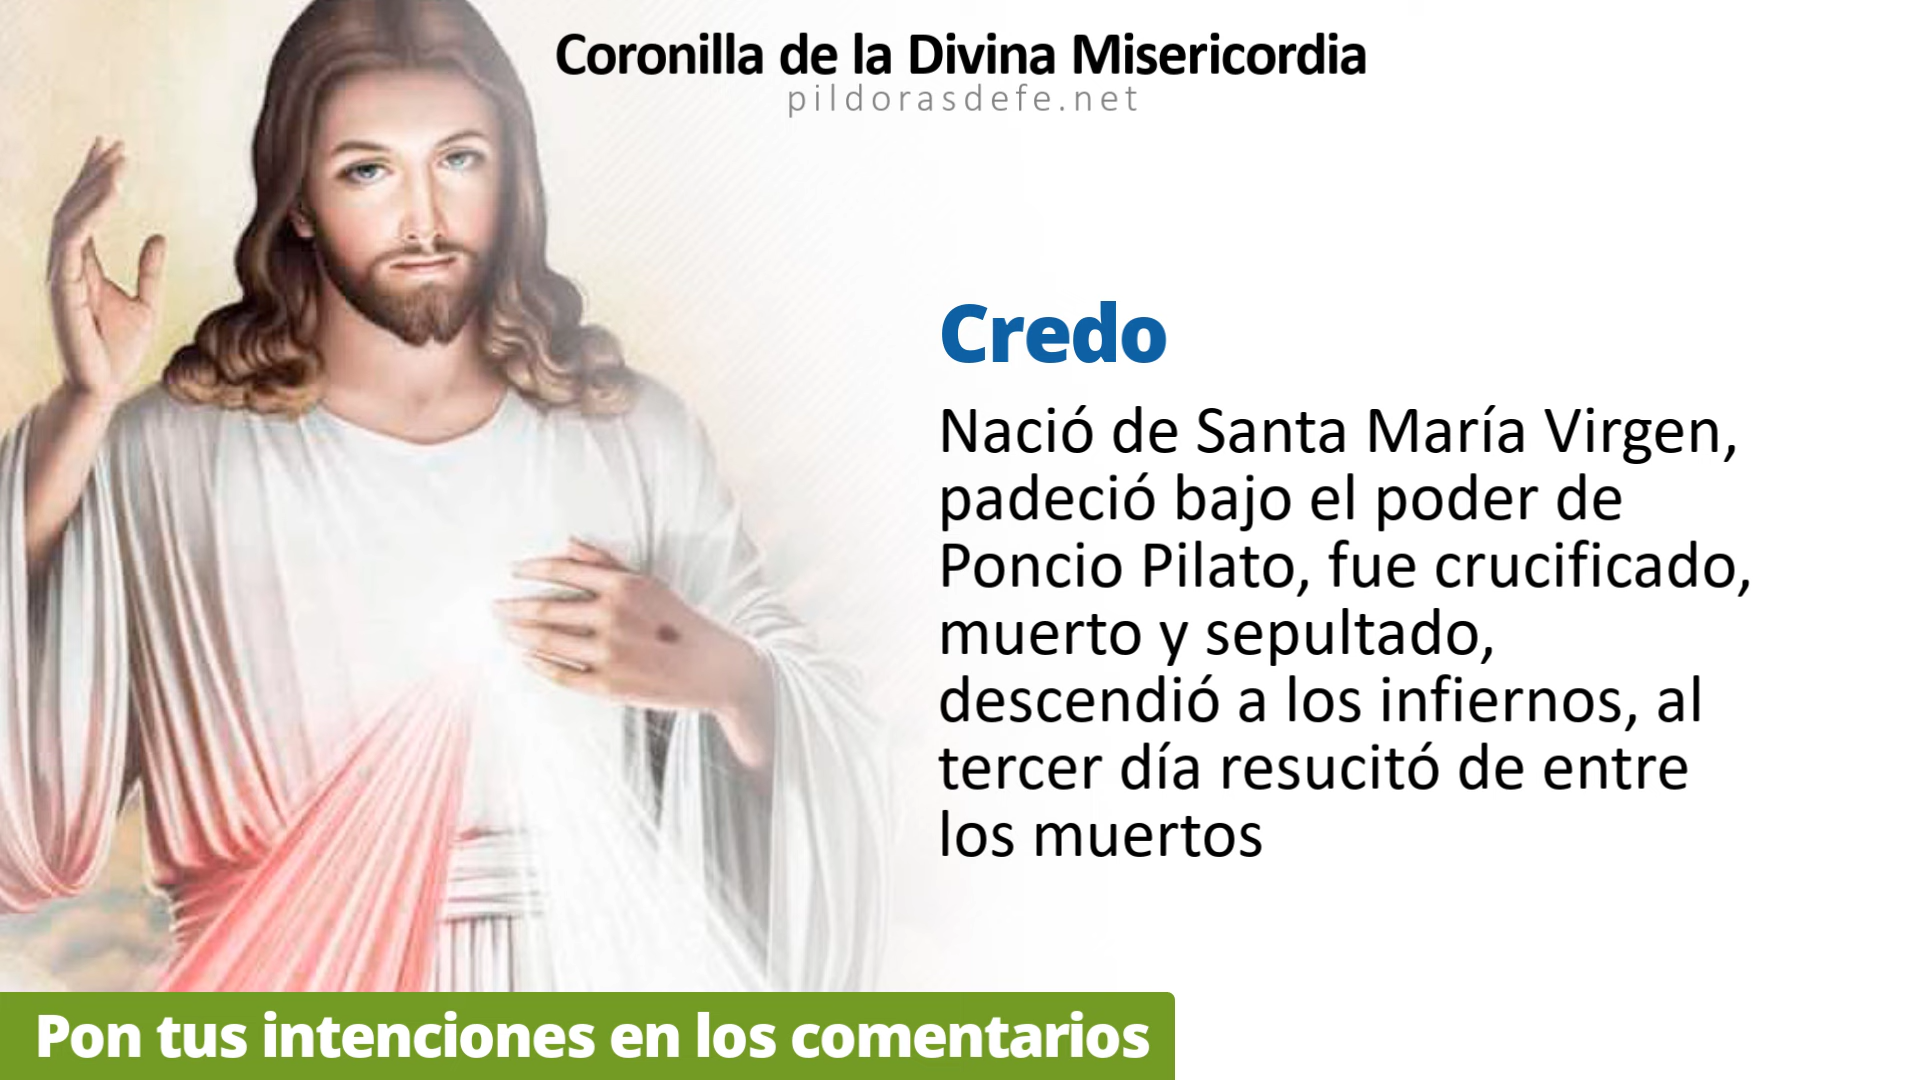 Coronilla de la Divina Misericordia
pildorasdefe.net
Credo
Nació de Santa María Virgen,
padeció bajo el poder de
Poncio Pilato, fue crucificado,
muerto y sepultado,
descendió a los infiernos, al
tercer día resucitó de entre
los muertos
Pon tus intenciones en los comentarios